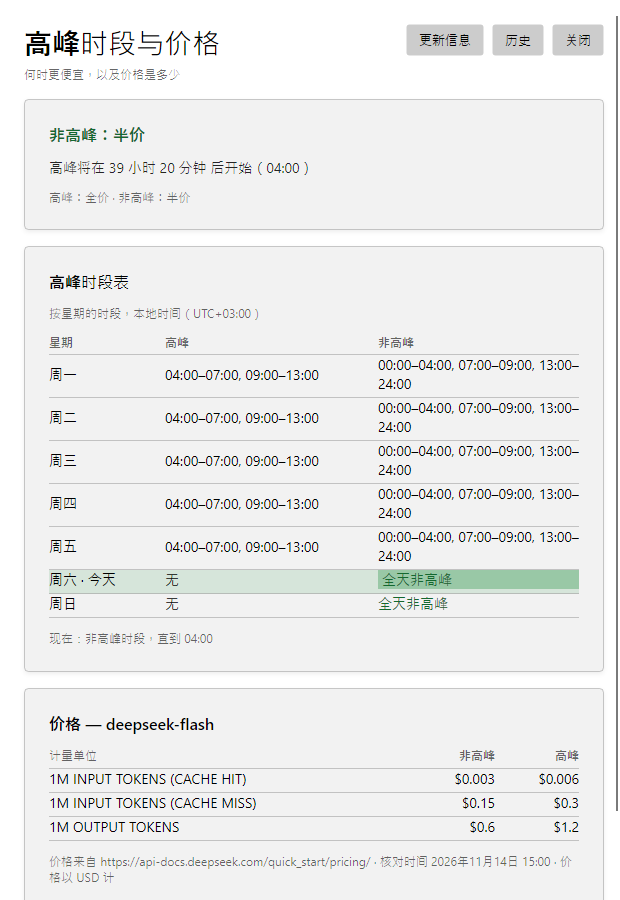 高峰时段与价格
更新信息 历史 关闭
何时更便宜，以及价格是多少
非高峰：半价
高峰将在 39 小时 20 分钟 后开始（04:00）
高峰：全价 · 非高峰：半价
高峰时段表
按星期的时段，本地时间（UTC+03:00）
星期 高峰 非高峰
周一 04:00–07:00, 09:00–13:00 00:00–04:00, 07:00–09:00, 13:00–
24:00
周二 04:00–07:00, 09:00–13:00 00:00–04:00, 07:00–09:00, 13:00–
24:00
周三 04:00–07:00, 09:00–13:00 00:00–04:00, 07:00–09:00, 13:00–
24:00
周四 04:00–07:00, 09:00–13:00 00:00–04:00, 07:00–09:00, 13:00–
24:00
周五 04:00–07:00, 09:00–13:00 00:00–04:00, 07:00–09:00, 13:00–
24:00
周六 · 今天 无 全天非高峰
周日 无 全天非高峰
现在：非高峰时段，直到 04:00
价格 — deepseek-flash
计量单位 非高峰 高峰
1M INPUT TOKENS (CACHE HIT) $0.003 $0.006
1M INPUT TOKENS (CACHE MISS) $0.15 $0.3
1M OUTPUT TOKENS $0.6 $1.2
价格来自 https://api-docs.deepseek.com/quick_start/pricing/ · 核对时间 2026年11月14日 15:00 · 价
格以 USD 计